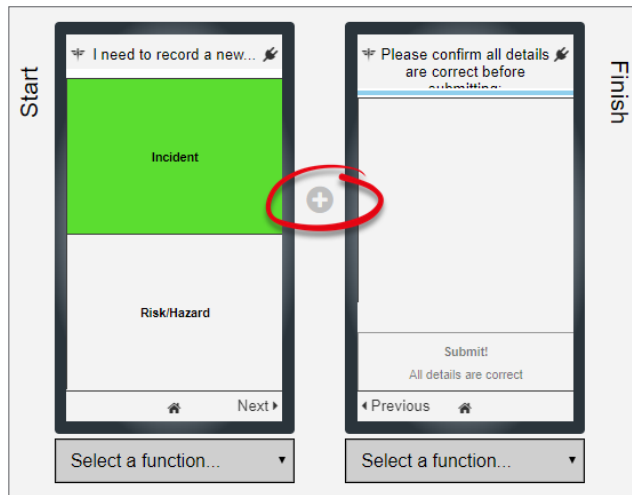 Start
I need to record a new...
Incident
Risk/Hazard
Next
Select a function...
Please confirm all details
are correct before
submitting:
Submit!
All details are correct
Previous
Select a function...
Finish